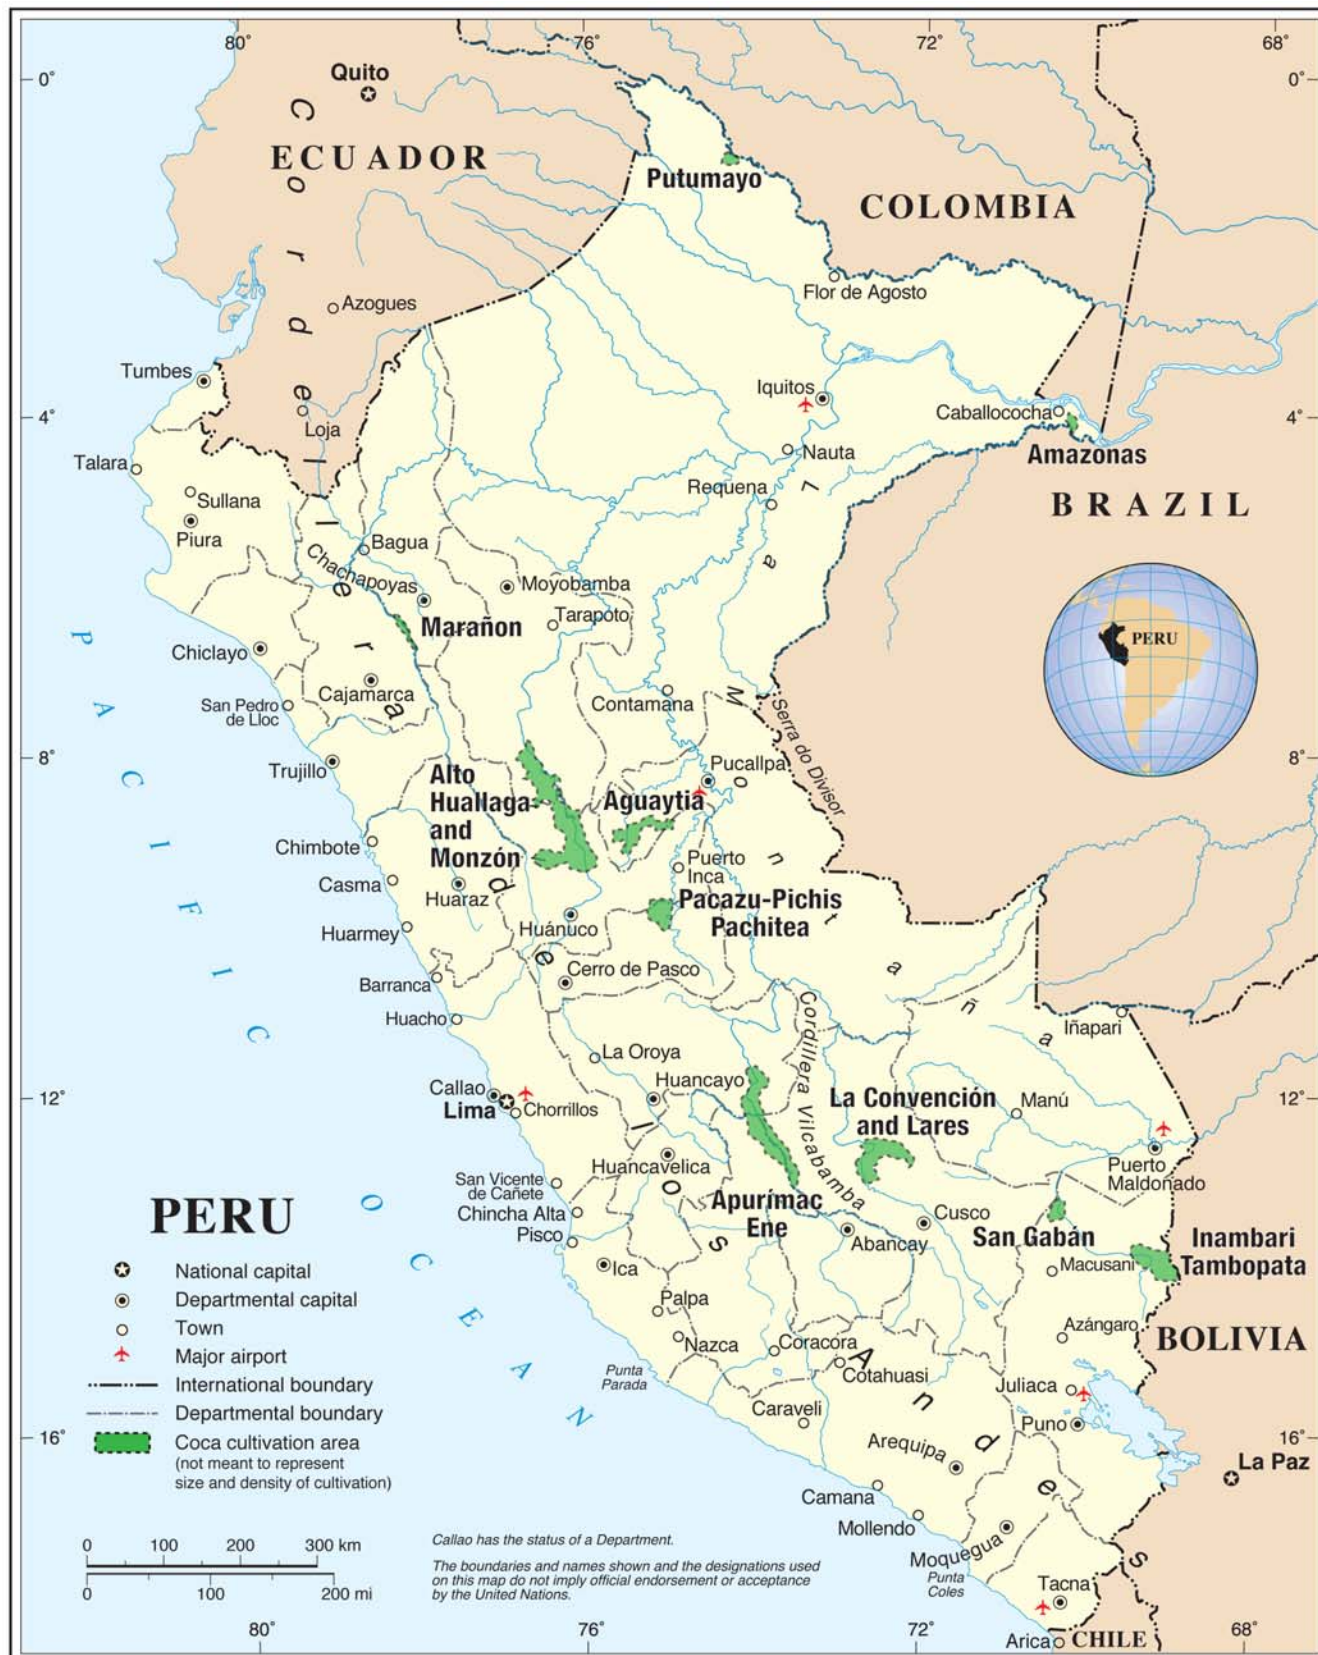 80°
76°
72°
68°
0°
0°
Quito
ECUADOR
COLOMBIA
Putumayo
Flor de Agosto
Azogues
Tumbes
Loja
Iquitos
Caballococha
4°
4°
Amazonas
Talara
Sullana
Piura
Nauta
Requena
BRAZIL
Bagua
Chachapoyas
Moyobamba
Tarapoto
Marañon
PERU
Chiclayo
Cajamarca
San Pedro
de Lloc
Contamana
Serra do Divisor
8°
8°
Trujillo
Alto
Huallaga
and
Monzón
Aguaytia
Pucallpa
Chimbote
Casma
Huaraz
Puerto
Inca
Pacazu-Pichis
Pachitea
Huarmey
Huánuco
Cerro de Pasco
Barranca
Huacho
Iñapari
La Oroya
Huancayo
Cordillera Vilcabamba
La Convención
and Lares
Manú
Callao
Lima
Chorrillos
12°
12°
Huancavelica
Puerto
Maldonado
San Vicente
de Cañete
Chincha Alta
Pisco
Apurímac
Ene
Cusco
Abancay
San Gabán
Inambari
Tambopata
Macusani
Ica
Palpa
Nazca
Coracora
Cotahuasi
Azángaro
BOLIVIA
Punta
Parada
Caraveli
Juliaca
Puno
16°
16°
Arequipa
La Paz
Camana
Mollendo
Moquegua
Punta
Coles
Tacna
Arica
CHILE
Cordillera de los Andes
La Montaña
PACIFIC OCEAN
PERU
National capital
Departmental capital
Town
Major airport
International boundary
Departmental boundary
Coca cultivation area
(not meant to represent
size and density of cultivation)
0 100 200 300 km
0 100 200 mi
Callao has the status of a Department.
The boundaries and names shown and the designations used
on this map do not imply official endorsement or acceptance
by the United Nations.
80°
76°
72°
68°